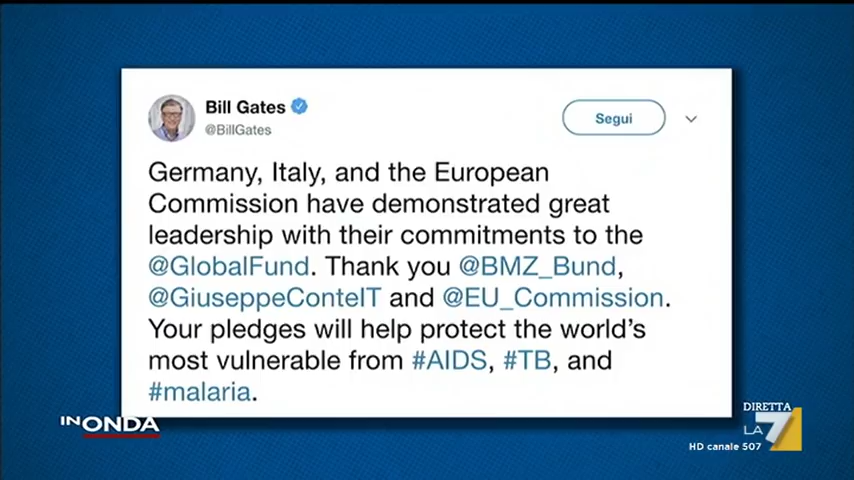 Bill Gates
@BillGates
Segui
Germany, Italy, and the European
Commission have demonstrated great
leadership with their commitments to the
@GlobalFund. Thank you @BMZ_Bund,
@GiuseppeConteIT and @EU_Commission.
Your pledges will help protect the world's
most vulnerable from #AIDS, #TB, and
#malaria.
IN ONDA
DIRETTA
LA 7
HD canale 507